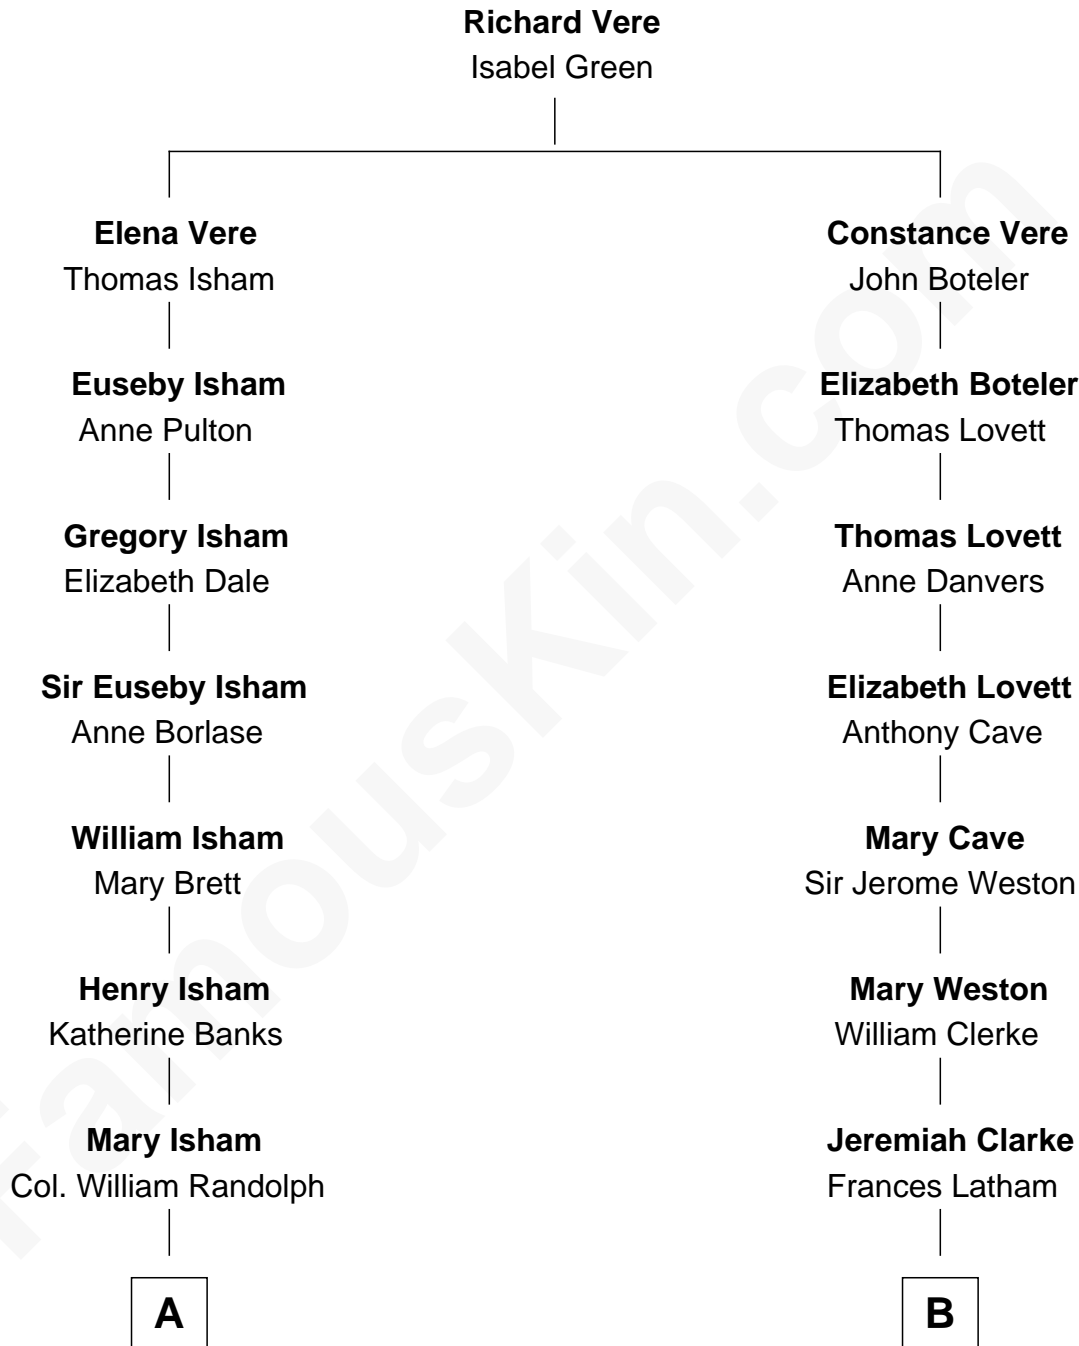 Richard Vere
Isabel Green
Elena Vere
Thomas Isham
Constance Vere
John Boteler
Euseby Isham
Anne Pulton
Elizabeth Boteler
Thomas Lovett
Gregory Isham
Elizabeth Dale
Thomas Lovett
Anne Danvers
Sir Euseby Isham
Anne Borlase
Elizabeth Lovett
Anthony Cave
William Isham
Mary Brett
Mary Cave
Sir Jerome Weston
Henry Isham
Katherine Banks
Mary Weston
William Clerke
Mary Isham
Col. William Randolph
Jeremiah Clarke
Frances Latham
A
B
FamousKin.com